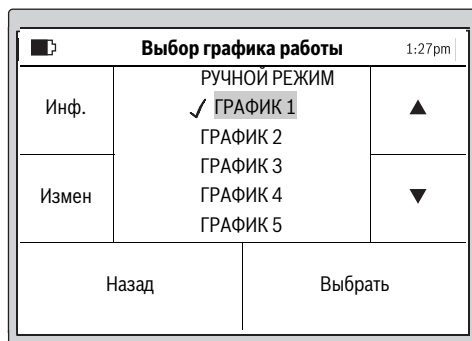 Выбор графика работы 1:27pm
РУЧНОЙ РЕЖИМ
Инф.
✓ ГРАФИК 1
▲
ГРАФИК 2
ГРАФИК 3
Измен
ГРАФИК 4
▼
ГРАФИК 5
Назад
Выбрать